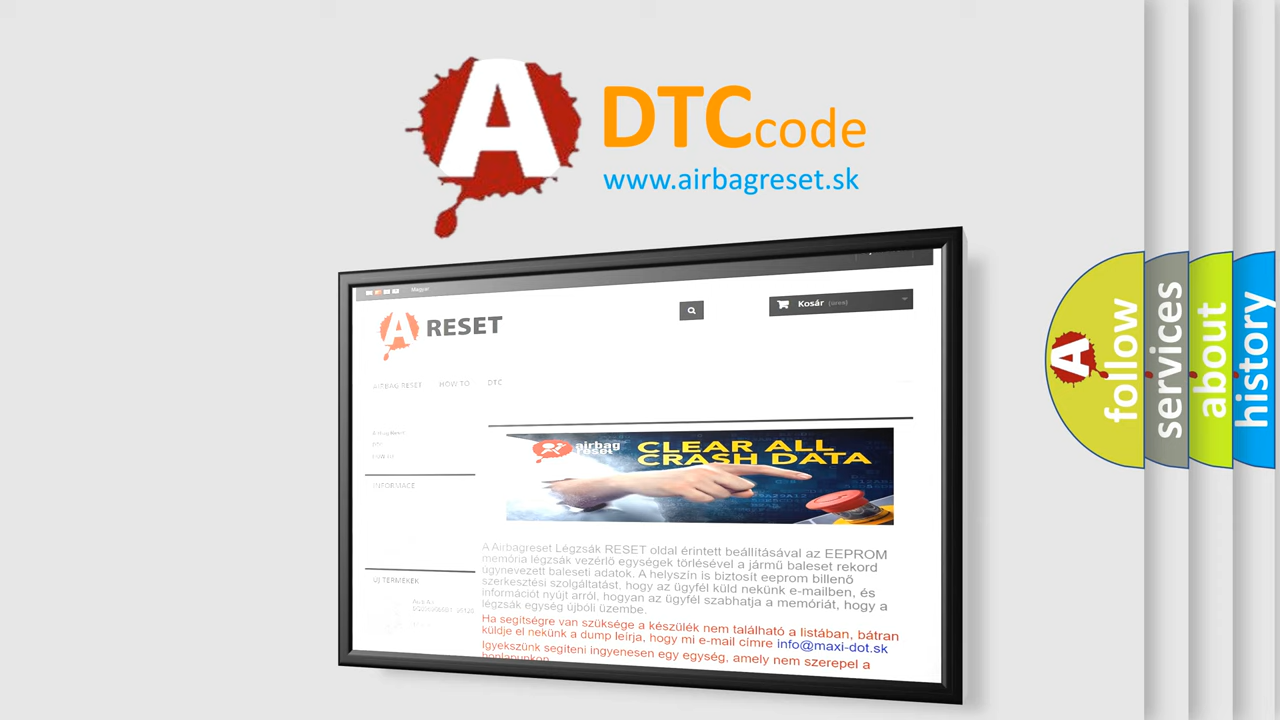 A
DTCcode
www.airbagreset.sk
Magyar
Kosár (üres)
A RESET
AIRBAG RESET HOW TO DTC
airbag
reset
CLEAR ALL
CRASH DATA
INFORMACE
A Airbagreset Légzsák RESET oldal érintett beállításával az EEPROM
memória légzsák vezérlő egységek törlésével a jármű baleset rekord
úgynevezett baleseti adatok. A helyszín is biztosít eeprom billenő
szerkesztési szolgáltatást, hogy az ügyfél küld nekünk e-mailben, és
információt nyújt arról, hogyan az ügyfél szabhatja a memóriát, hogy a
légzsák egység újbóli üzembe.
ÚJ TERMÉKEK
Ha segítségre van szüksége a készülék nem található a listában, bátran
küldje el nekünk a dump leírja, hogy mi e-mail címre info@maxi-dot.sk
Igyekszünk segíteni ingyenesen egy egység, amely nem szerepel a
honlapunkon
A
follow
services
about
history